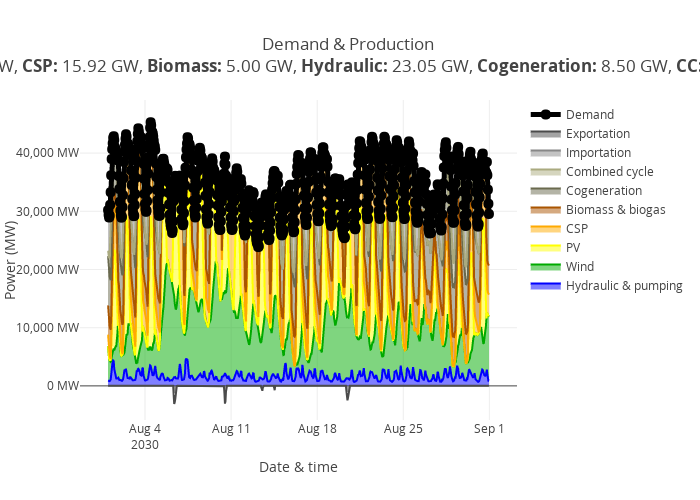 Demand & Production
W, CSP: 15.92 GW, Biomass: 5.00 GW, Hydraulic: 23.05 GW, Cogeneration: 8.50 GW, CC:
Demand
Exportation
Importation
Combined cycle
Cogeneration
Biomass & biogas
CSP
PV
Wind
Hydraulic & pumping
40,000 MW
30,000 MW
20,000 MW
10,000 MW
0 MW
Power (MW)
Aug 4
2030
Aug 11
Aug 18
Aug 25
Sep 1
Date & time